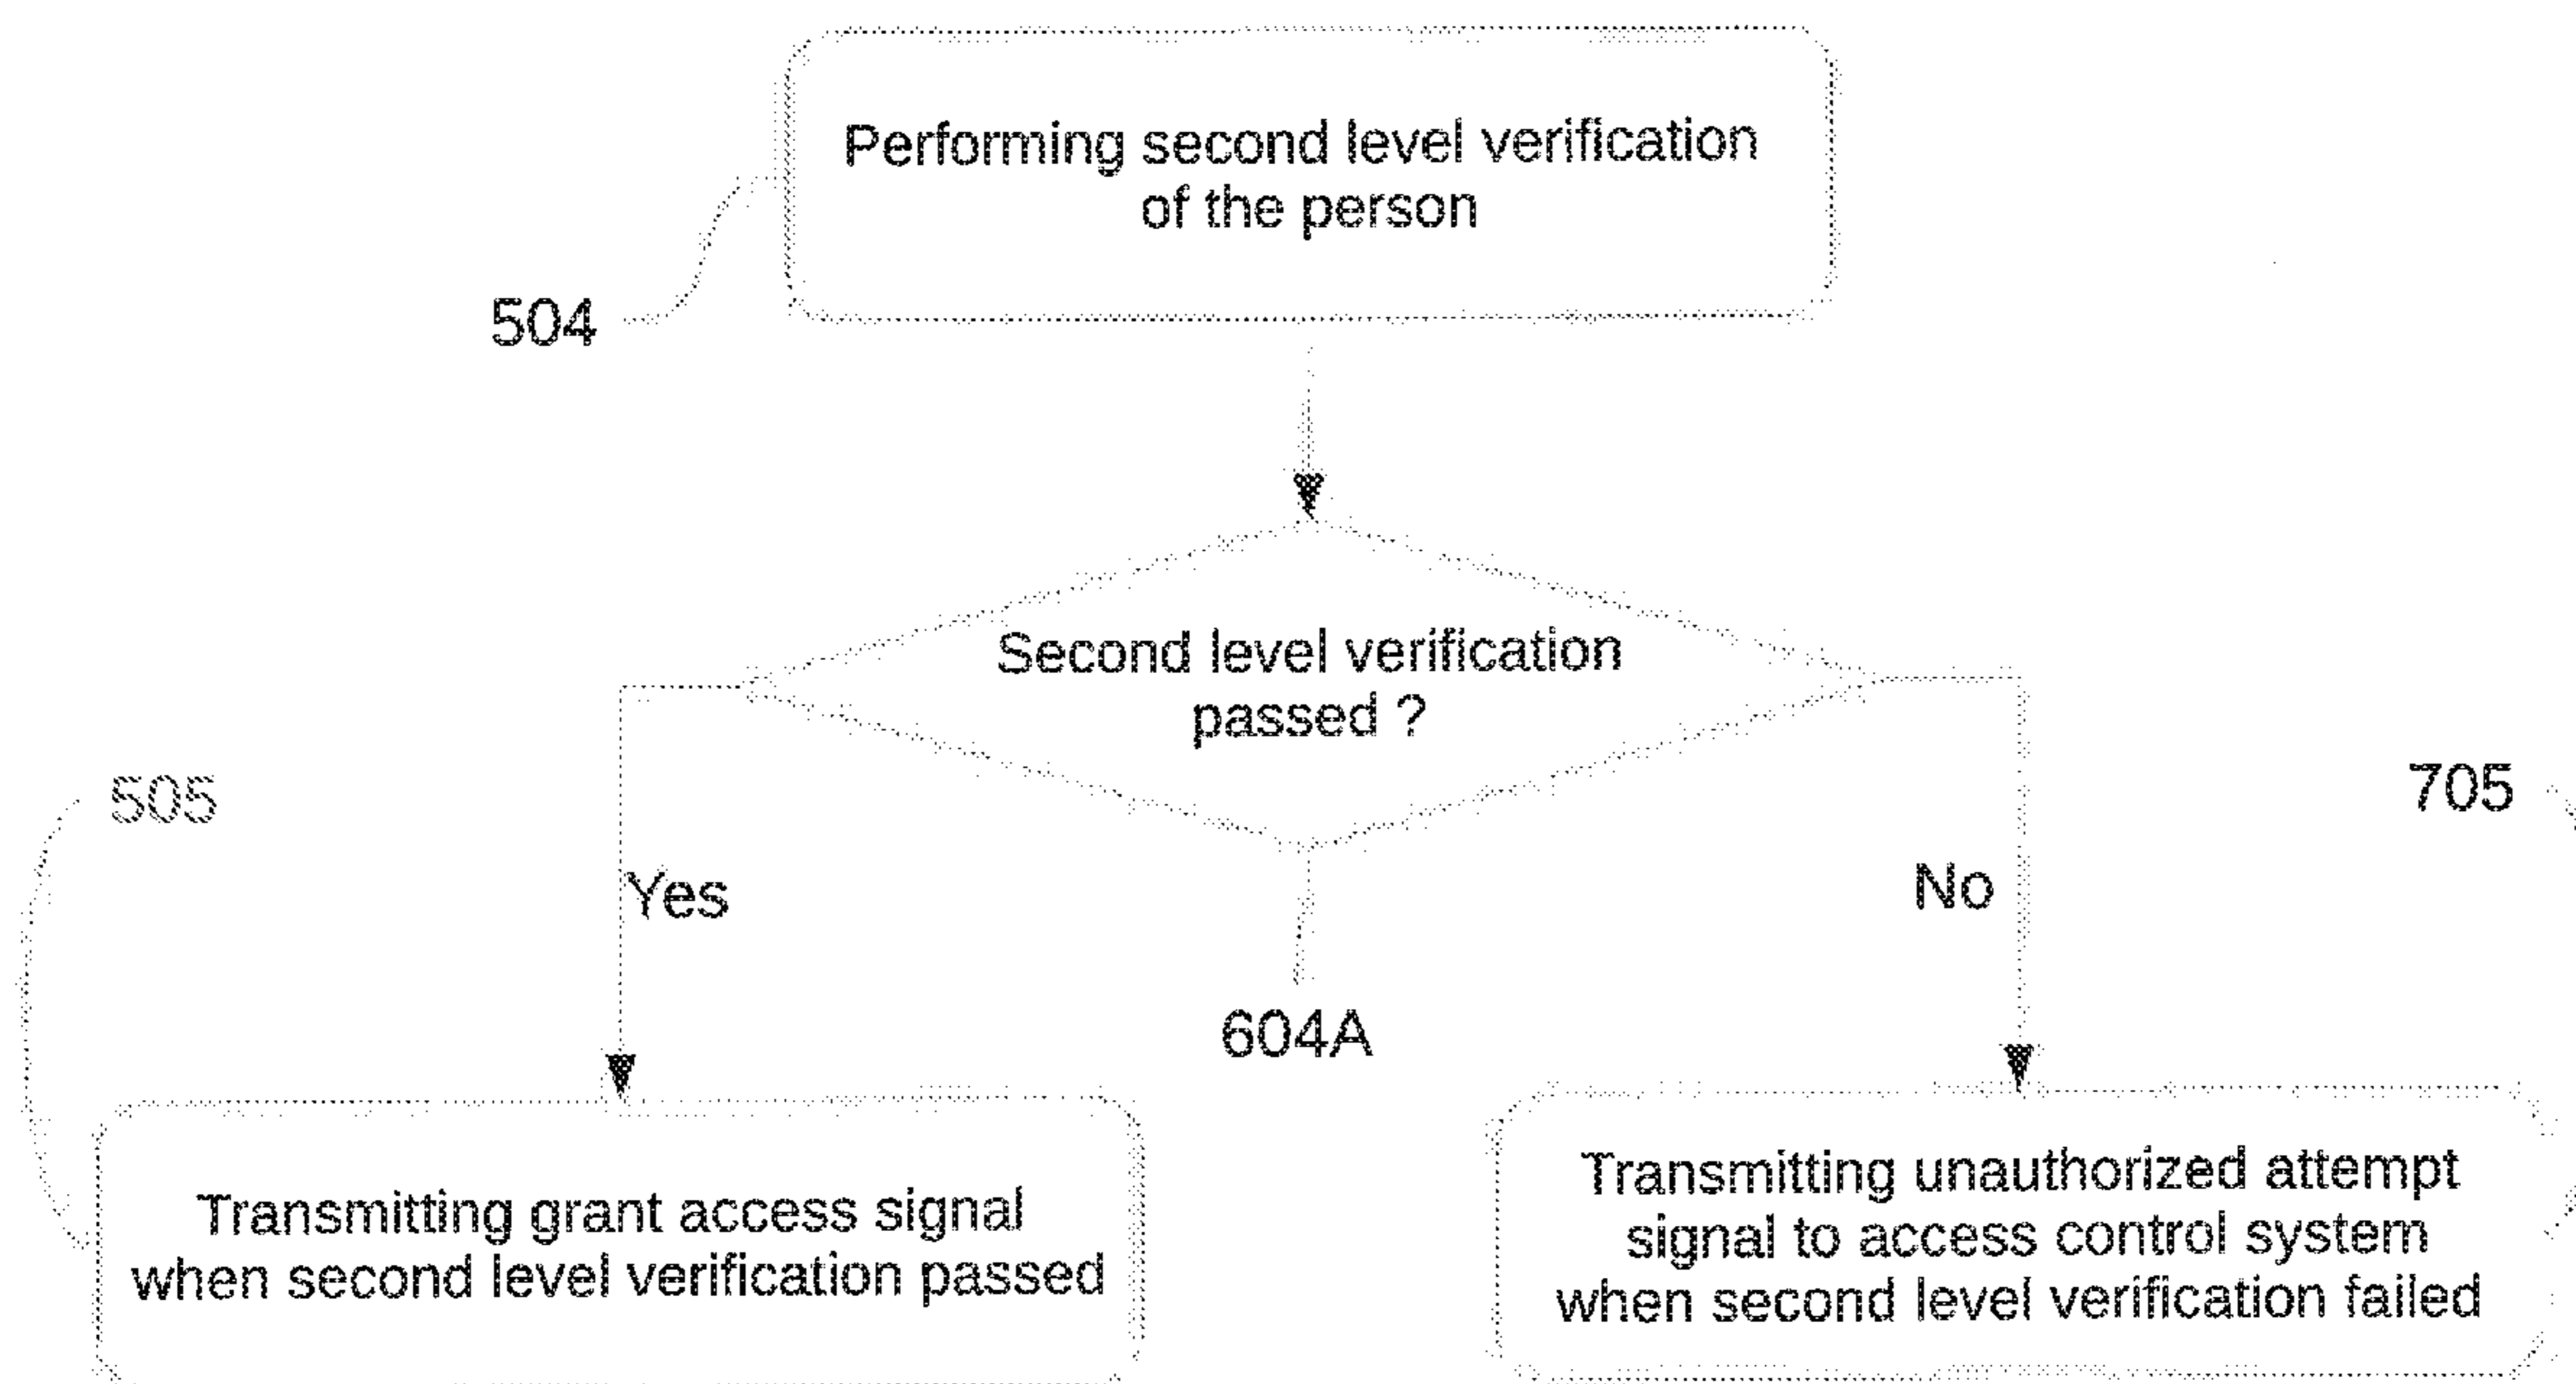 Performing second level verification
of the person
504
Second level verification
passed ?
505
705
Yes
No
604A
Transmitting grant access signal
when second level verification passed
Transmitting unauthorized attempt
signal to access control system
when second level verification failed